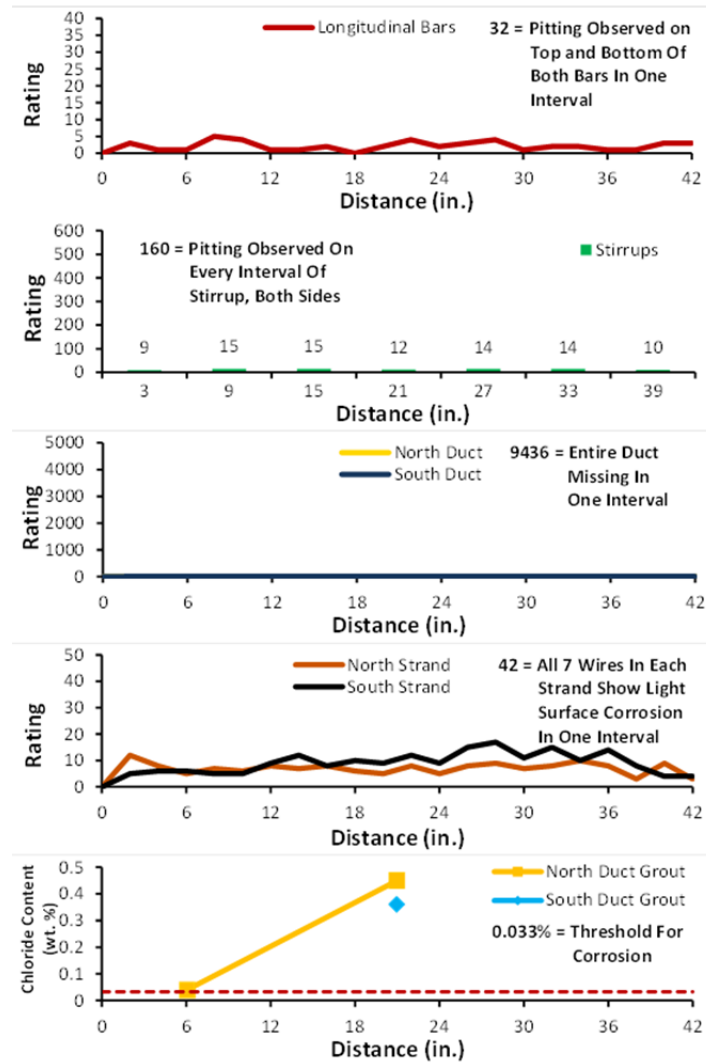 40
35
30
25
20
15
10
5
0
Rating
Longitudinal Bars
32 = Pitting Observed on
Top and Bottom Of
Both Bars In One
Interval
0 6 12 18 24 30 36 42
Distance (in.)
600
500
400
300
200
100
0
Rating
160 = Pitting Observed On
Every Interval Of
Stirrup, Both Sides
Stirrups
9 15 15 12 14 14 10
3 9 15 21 27 33 39
Distance (in.)
5000
4000
3000
2000
1000
0
Rating
North Duct
South Duct
9436 = Entire Duct
Missing In
One Interval
0 6 12 18 24 30 36 42
Distance (in.)
50
40
30
20
10
0
Rating
North Strand
South Strand
42 = All 7 Wires In Each
Strand Show Light
Surface Corrosion
In One Interval
0 6 12 18 24 30 36 42
Distance (in.)
0.5
0.4
0.3
0.2
0.1
0
Chloride Content
(wt. %)
North Duct Grout
South Duct Grout
0.033% = Threshold For
Corrosion
0 6 12 18 24 30 36 42
Distance (in.)